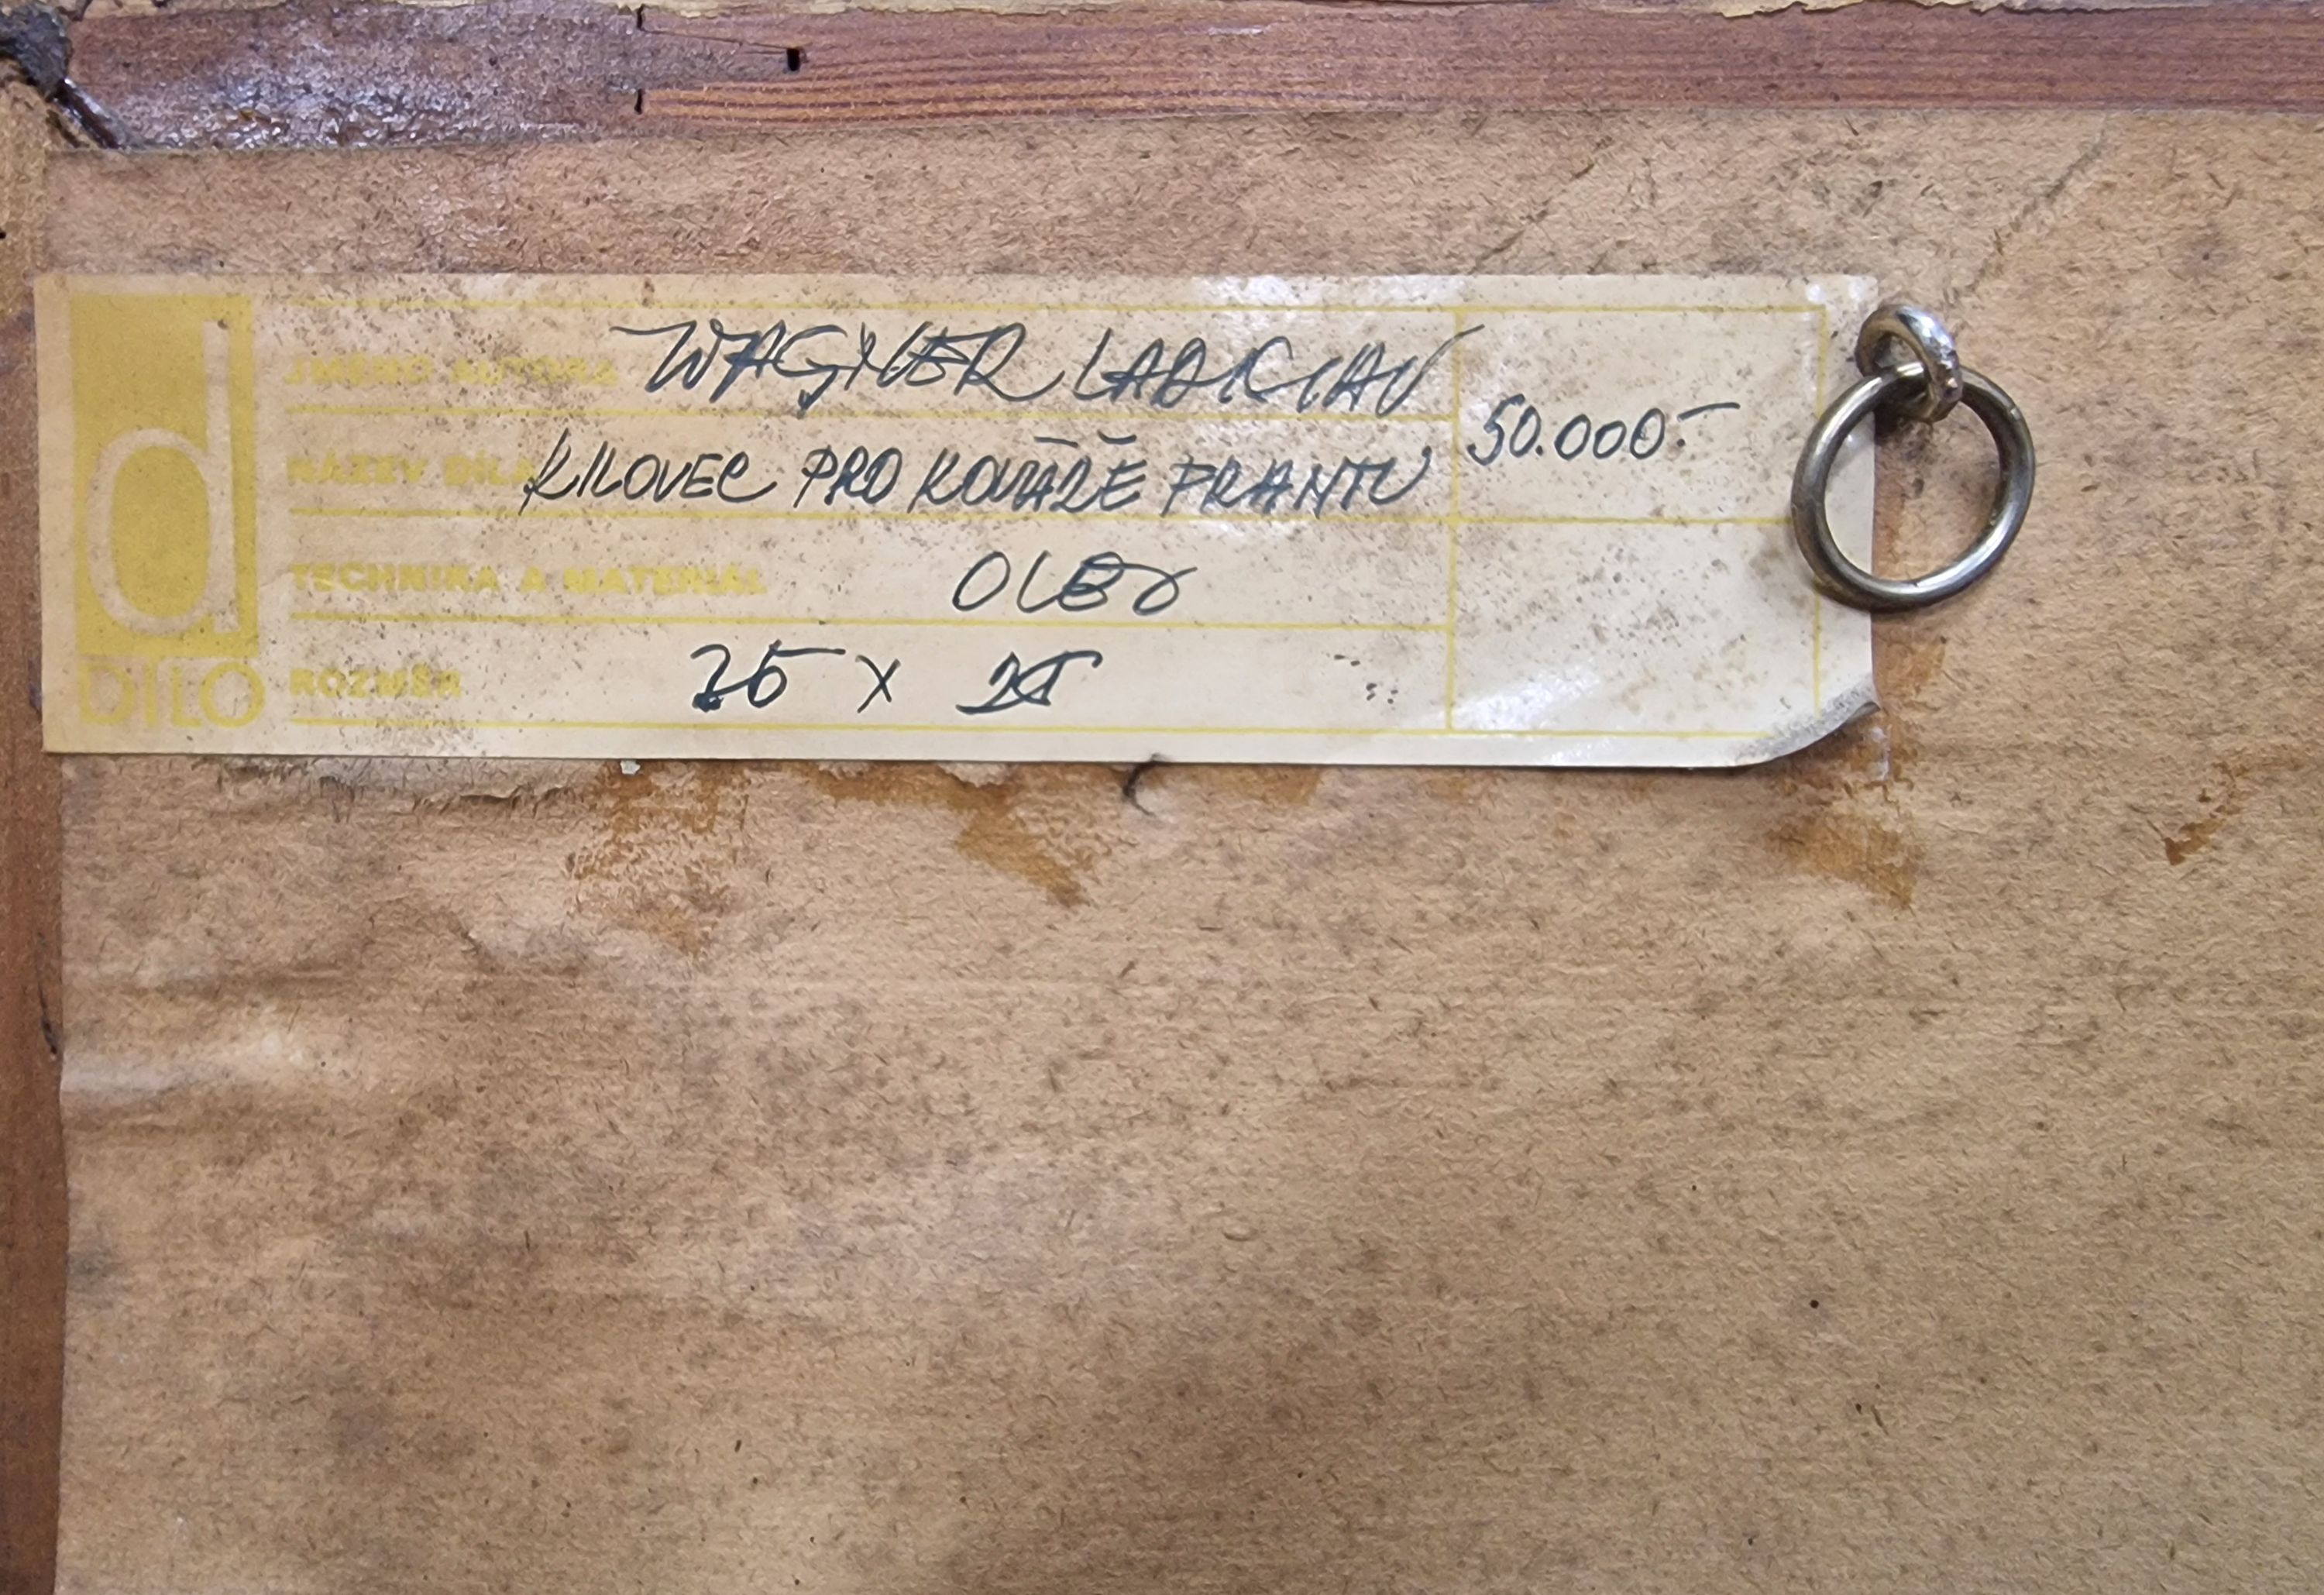 JMÉNO AUTORA WAGNER LADISLAV
NÁZEV DÍLA KILOVEC PRO KOVÁŘE FRANTU
50.000.-
TECHNIKA A MATERIÁL OLEJ
ROZMĚR 25 x 25
d
DÍLO